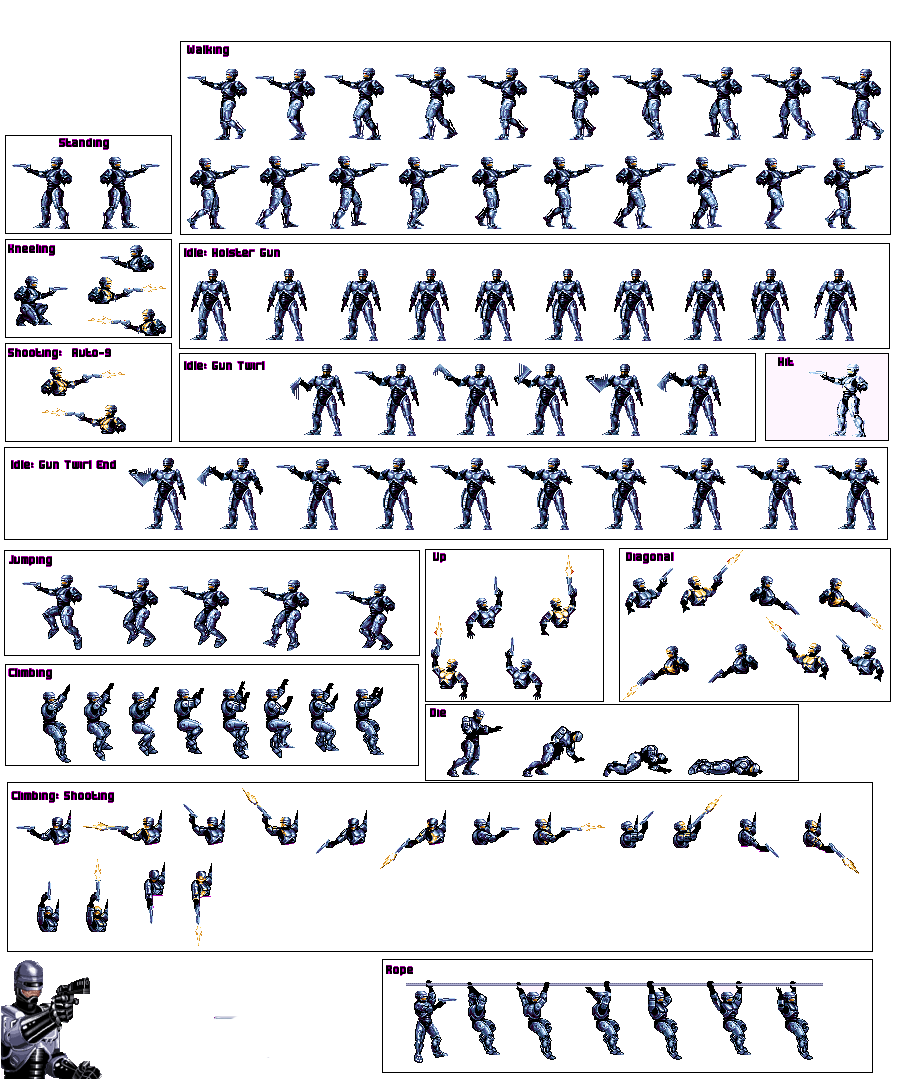 Walking
Standing
Kneeling
Idle: Holster Gun
Shooting: Auto-9
Idle: Gun Twirl
Hit
Idle: Gun Twirl End
Jumping
Up
Diagonal
Climbing
Die
Climbing: Shooting
Rope